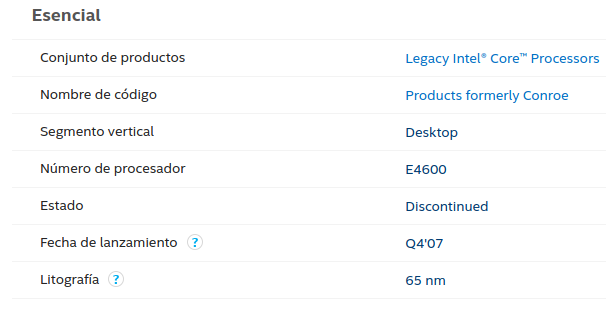 Esencial
Conjunto de productos Legacy Intel® Core™ Processors
Nombre de código Products formerly Conroe
Segmento vertical Desktop
Número de procesador E4600
Estado Discontinued
Fecha de lanzamiento ? Q4'07
Litografía ? 65 nm